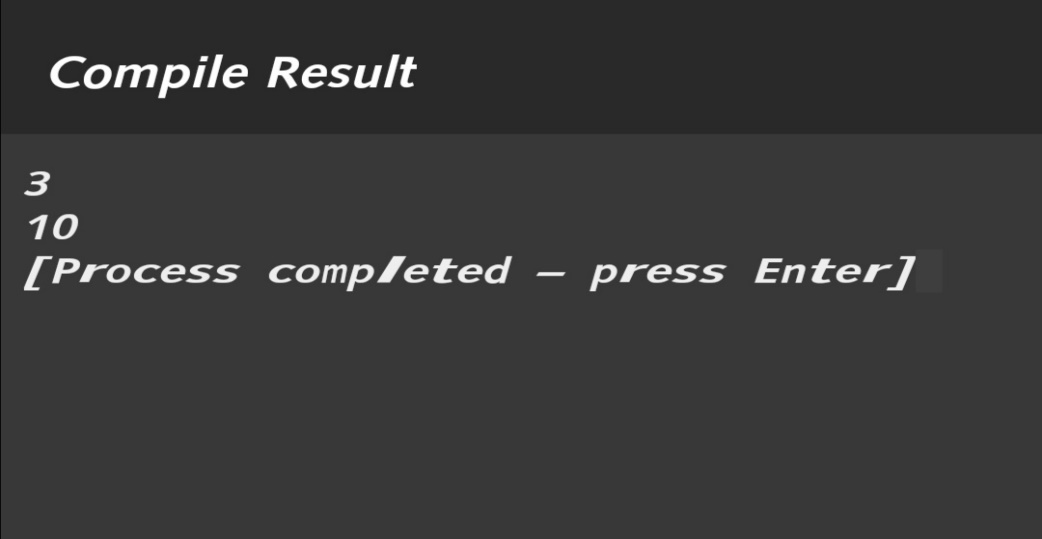 Compile Result
3
10
[Process completed – press Enter]